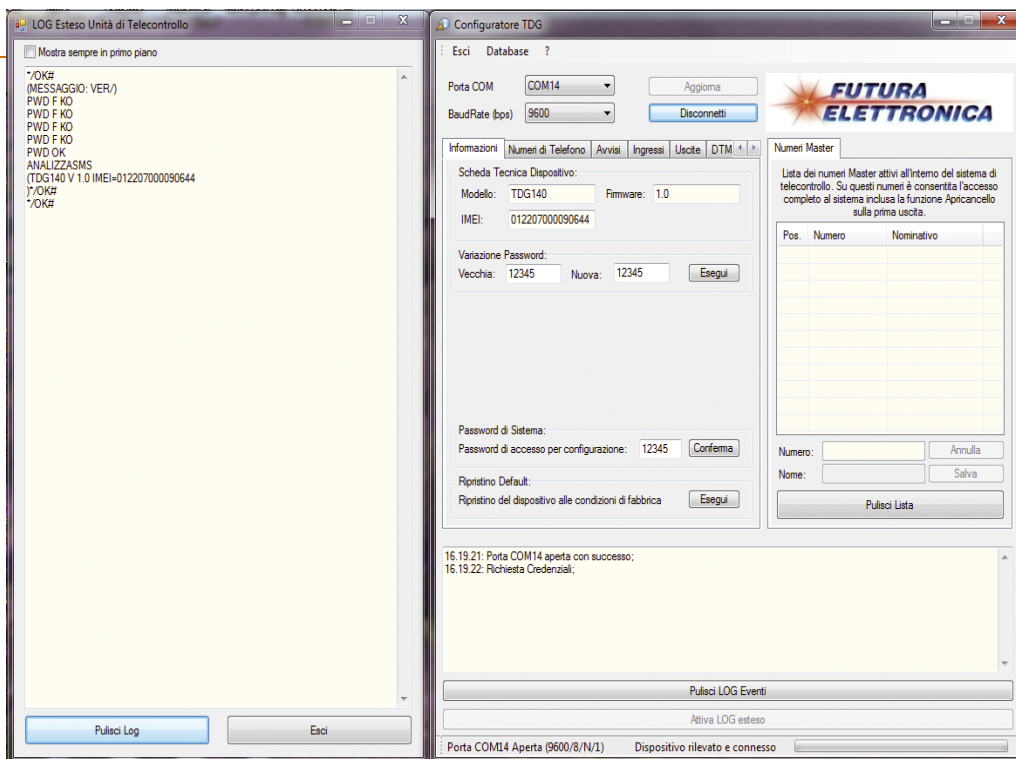 LOG Esteso Unità di Telecontrollo
Mostra sempre in primo piano
*/OK#
(MESSAGGIO: VER/)
PWD F KO
PWD F KO
PWD F KO
PWD F KO
PWD OK
ANALIZZASMS
(TDG140 V 1.0 IMEI=012207000090644
)*/OK#
*/OK#
Pulisci Log
Esci
Configuratore TDG
Esci Database ?
Porta COM COM14 Aggiorna
BaudRate (bps) 9600 Disconnetti
FUTURA
ELETTRONICA
Informazioni Numeri di Telefono Avvisi Ingressi Uscite DTM
Scheda Tecnica Dispositivo:
Modello: TDG140 Firmware: 1.0
IMEI: 012207000090644
Variazione Password:
Vecchia: 12345 Nuova: 12345 Esegui
Password di Sistema:
Password di accesso per configurazione: 12345 Conferma
Ripristino Default:
Ripristino del dispositivo alle condizioni di fabbrica Esegui
Numeri Master
Lista dei numeri Master attivi all'interno del sistema di
telecontrollo. Su questi numeri è consentita l'accesso
completo al sistema inclusa la funzione Apricancello
sulla prima uscita.
Pos. Numero Nominativo
Numero: Annulla
Nome: Salva
Pulisci Lista
16.19.21: Porta COM14 aperta con successo;
16.19.22: Richiesta Credenziali;
Pulisci LOG Eventi
Attiva LOG esteso
Porta COM14 Aperta (9600/8/N/1) Dispositivo rilevato e connesso